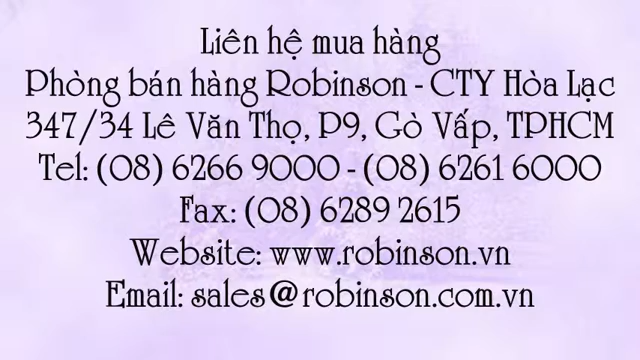 Liên hệ mua hàng
Phòng bán hàng Robinson - CTY Hòa Lạc
347/34 Lê Văn Thọ, P9, Gò Vấp, TPHCM
Tel: (08) 6266 9000 - (08) 6261 6000
Fax: (08) 6289 2615
Website: www.robinson.vn
Email: sales@robinson.com.vn